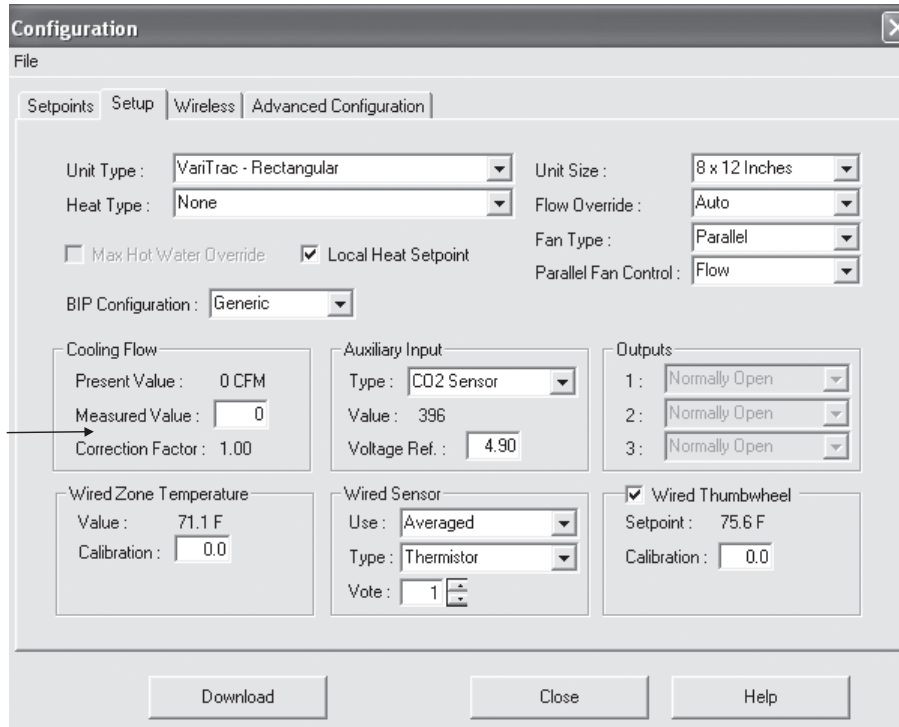 Configuration
File
Setpoints Setup Wireless Advanced Configuration
Unit Type : VariTrac - Rectangular
Unit Size : 8 x 12 Inches
Heat Type : None
Flow Override : Auto
Fan Type : Parallel
Max Hot Water Override Local Heat Setpoint
Parallel Fan Control : Flow
BIP Configuration : Generic
Cooling Flow
Present Value : 0 CFM
Measured Value : 0
Correction Factor : 1.00
Auxiliary Input
Type : CO2 Sensor
Value : 396
Voltage Ref. : 4.90
Outputs
1 : Normally Open
2 : Normally Open
3 : Normally Open
Wired Zone Temperature
Value : 71.1 F
Calibration : 0.0
Wired Sensor
Use : Averaged
Type : Thermistor
Vote : 1
Wired Thumbwheel
Setpoint : 75.6 F
Calibration : 0.0
Download Close Help